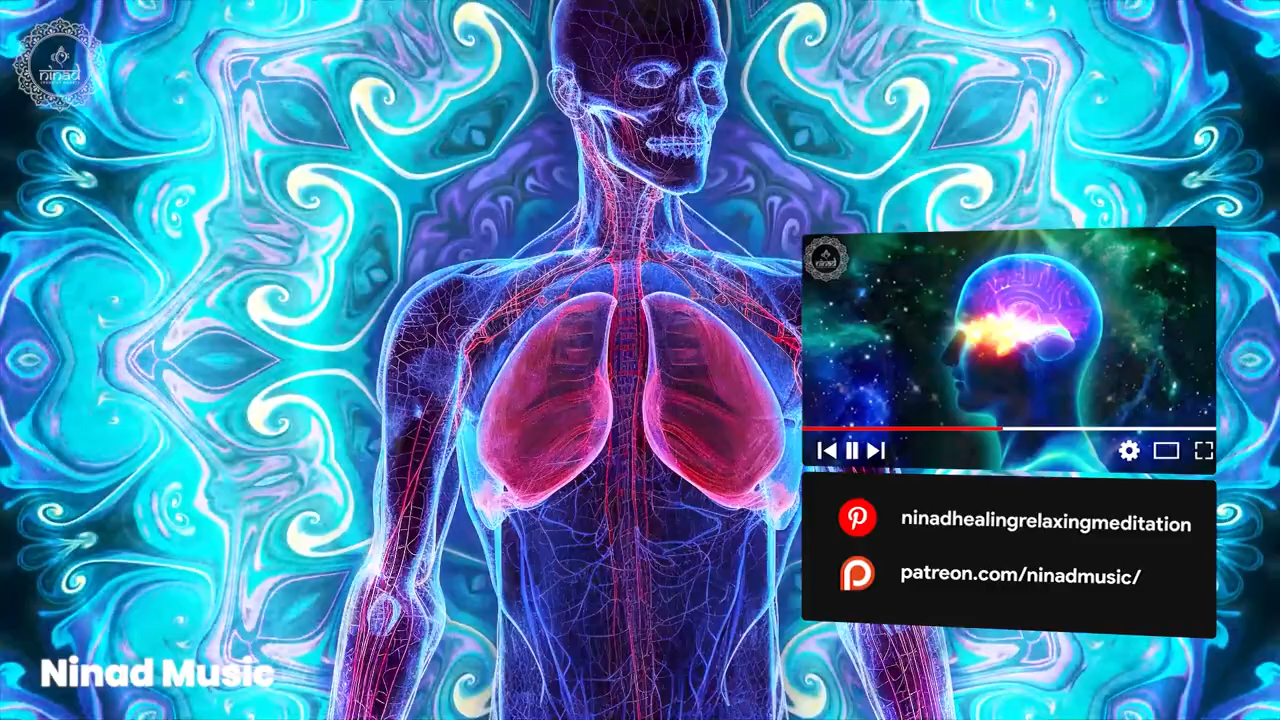 ninad
ninad
ninadhealingrelaxingmeditation
patreon.com/ninadmusic/
Ninad Music